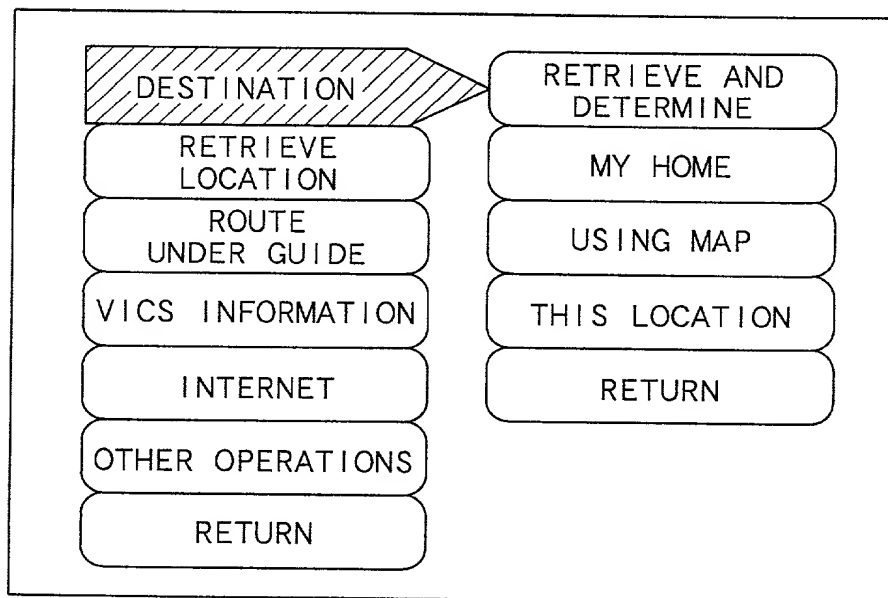 DESTINATION
RETRIEVE
LOCATION
ROUTE
UNDER GUIDE
VICS INFORMATION
INTERNET
OTHER OPERATIONS
RETURN
RETRIEVE AND
DETERMINE
MY HOME
USING MAP
THIS LOCATION
RETURN